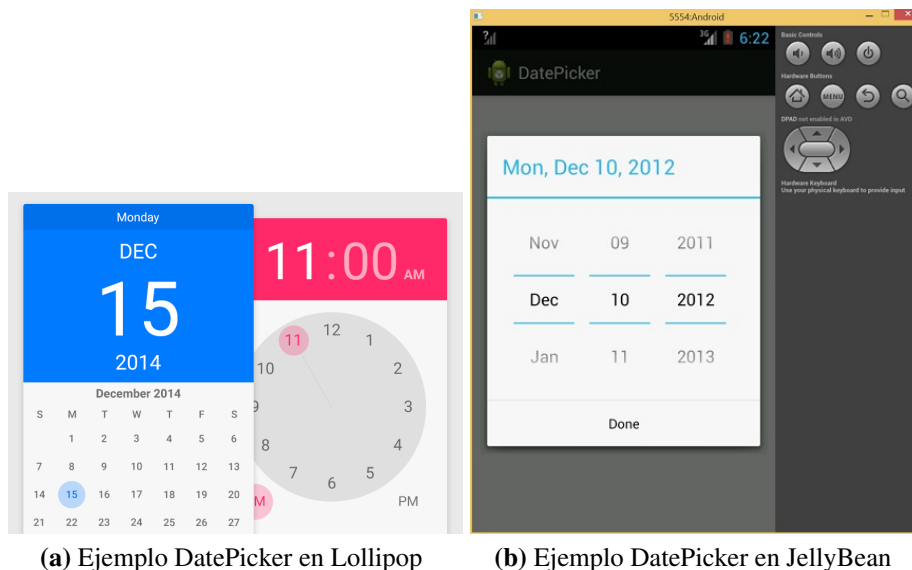 Monday
DEC
15
2014
December 2014
S M T W T F S
1 2 3 4 5 6
7 8 9 10 11 12 13
14 15 16 17 18 19 20
21 22 23 24 25 26 27
11:00 AM
12
11 1
10 2
9 3
8 4
7 5
6
M PM
(a) Ejemplo DatePicker en Lollipop
5554:Android
3G 6:22
DatePicker
Mon, Dec 10, 2012
Nov 09 2011
Dec 10 2012
Jan 11 2013
Done
Basic Controls
Hardware Buttons
MENU
DPAD not enabled in AVD
Hardware Keyboard
Use your physical keyboard to provide input
(b) Ejemplo DatePicker en JellyBean